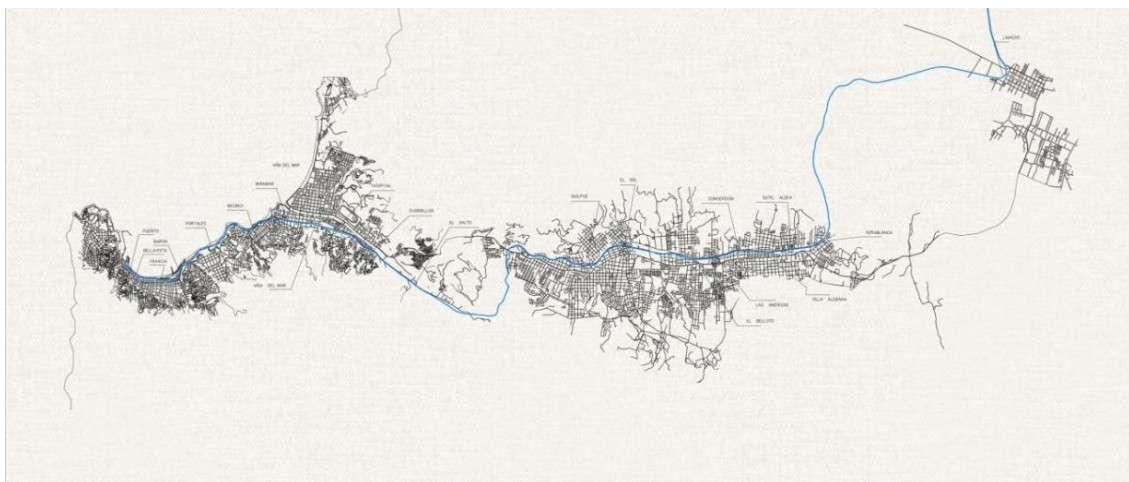 LIMACHE
VIÑA DEL MAR
MIRAMAR
HOSPITAL
RECREO
CHORRILLOS
PORTALES
EL SALTO
PUERTO
BARON
BELLAVISTA
FRANCIA
VIÑA DEL MAR
QUILPUE
EL SOL
CONCEPCION
SGTO ALDEA
PEÑABLANCA
LAS AMERICAS
VILLA ALEMANA
EL BELLOTO